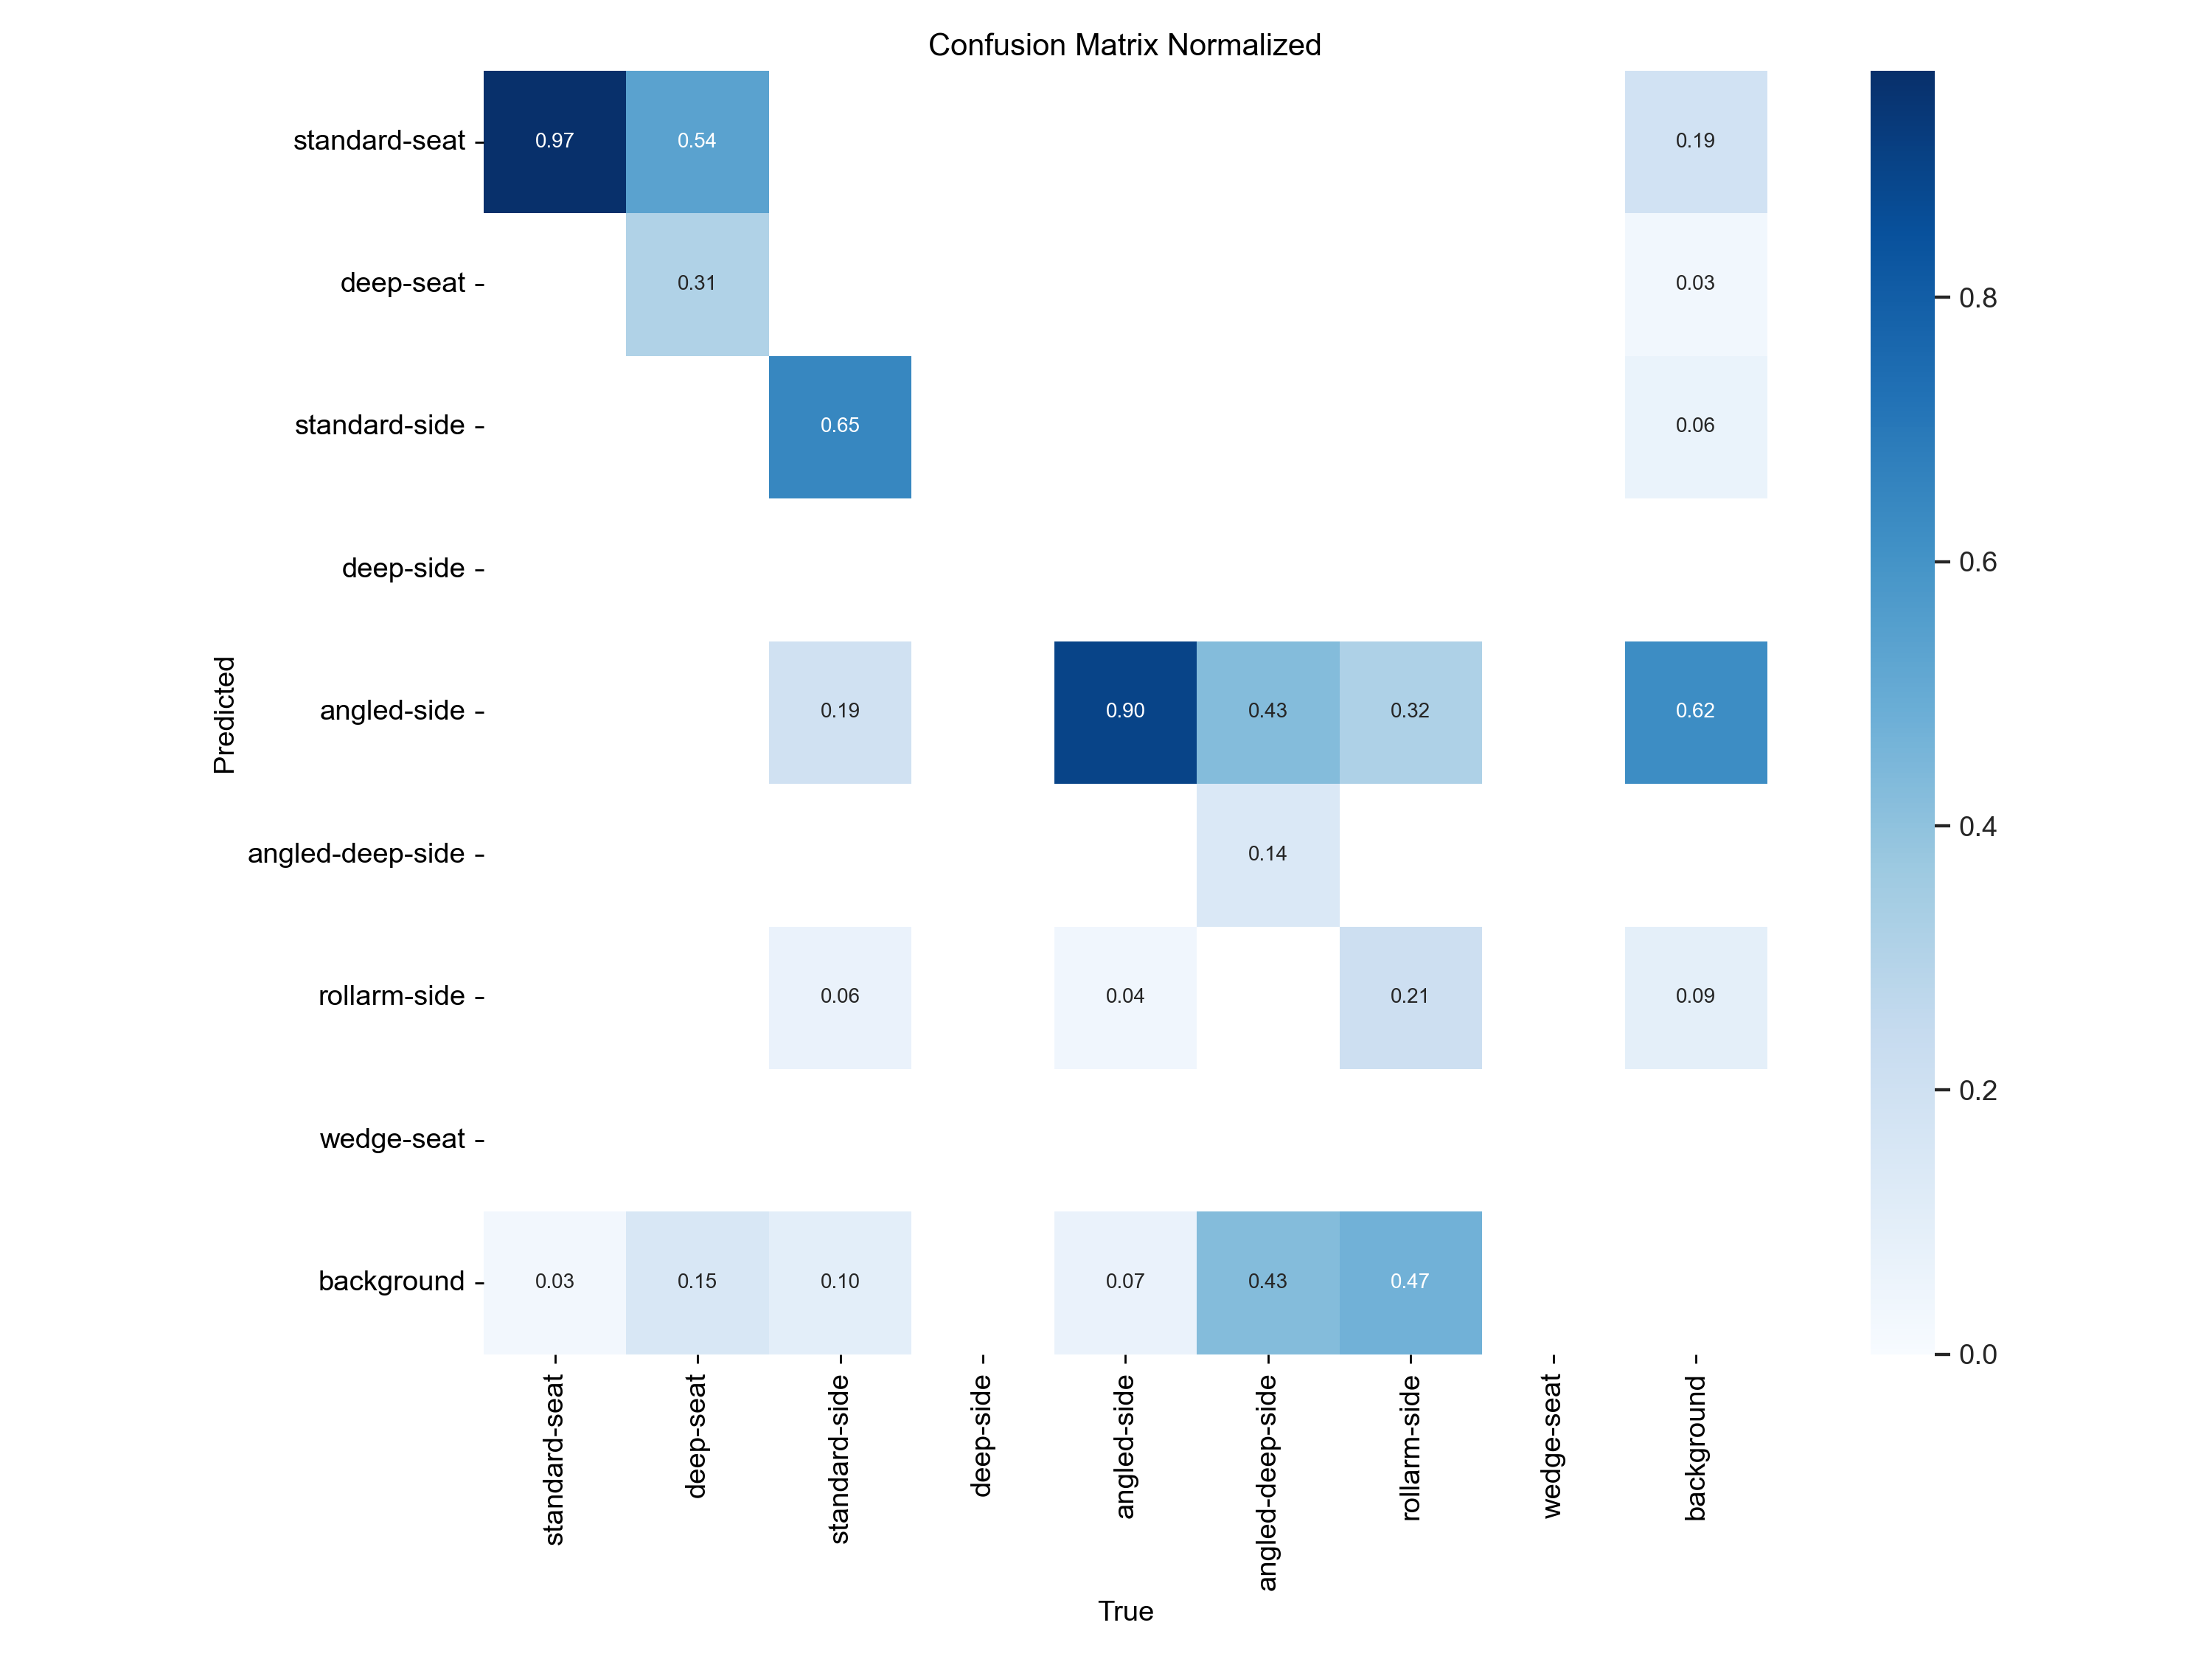 Confusion Matrix Normalized
Predicted
standard-seat 0.97 0.54 0.19
deep-seat 0.31 0.03
standard-side 0.65 0.06
deep-side
angled-side 0.19 0.90 0.43 0.32 0.62
angled-deep-side 0.14
rollarm-side 0.06 0.04 0.21 0.09
wedge-seat
background 0.03 0.15 0.10 0.07 0.43 0.47
standard-seat
deep-seat
standard-side
deep-side
angled-side
angled-deep-side
rollarm-side
wedge-seat
background
True
0.8
0.6
0.4
0.2
0.0